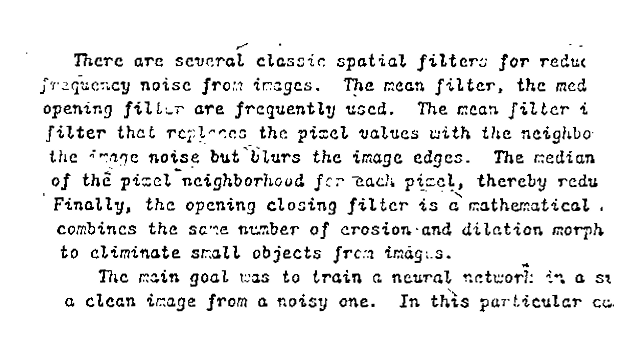 There are several classic spatial filters for reduc
frequency noise from images. The mean filter, the med
opening filter are frequently used. The mean filter i
filter that replaces the pixel values with the neighbo
the image noise but blurs the image edges. The median
of the pixel neighborhood for each pixel, thereby redu
Finally, the opening closing filter is a mathematical
combines the same number of erosion and dilation morph
to eliminate small objects from images.
The main goal was to train a neural network in a su
a clean image from a noisy one. In this particular ca